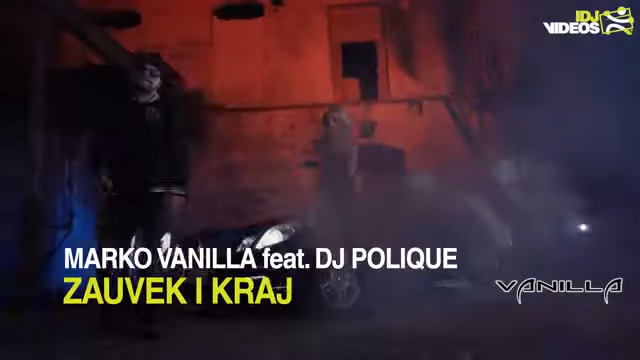 IDJ
VIDEOS
MARKO VANILLA feat. DJ POLIQUE
ZAUVEK I KRAJ
VANILLA